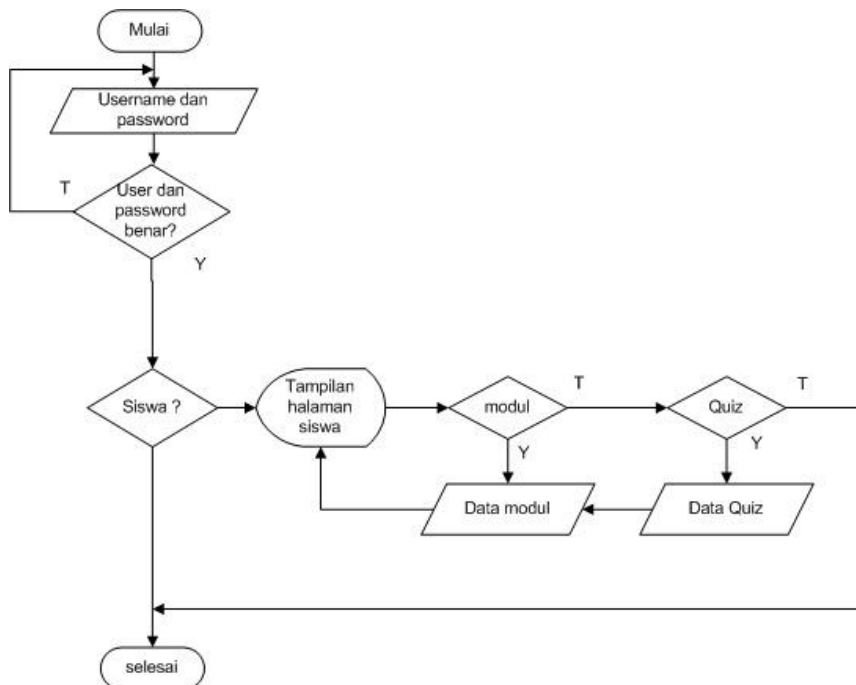 Mulai
Username dan
password
T
User dan
password
benar?
Y
Siswa ?
Tampilan
halaman
siswa
modul
T
Quiz
T
Y
Y
Data modul
Data Quiz
selesai